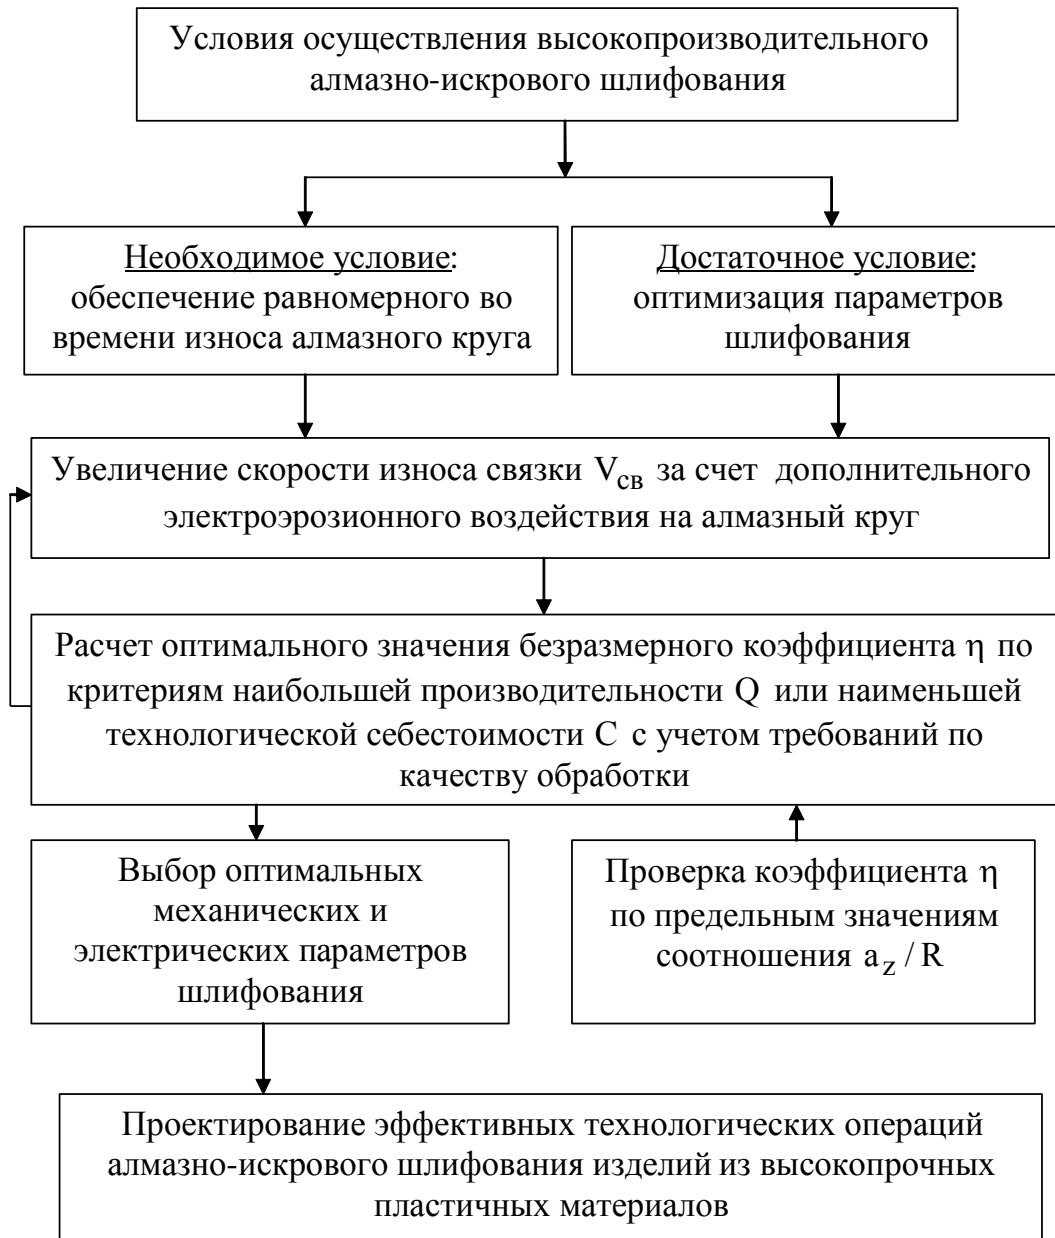 Условия осуществления высокопроизводительного
алмазно-искрового шлифования
Необходимое условие:
обеспечение равномерного во
времени износа алмазного круга
Достаточное условие:
оптимизация параметров
шлифования
Увеличение скорости износа связки Vсв за счет дополнительного
электроэрозионного воздействия на алмазный круг
Расчет оптимального значения безразмерного коэффициента η по
критериям наибольшей производительности Q или наименьшей
технологической себестоимости С с учетом требований по
качеству обработки
Выбор оптимальных
механических и
электрических параметров
шлифования
Проверка коэффициента η
по предельным значениям
соотношения a_z / R
Проектирование эффективных технологических операций
алмазно-искрового шлифования изделий из высокопрочных
пластичных материалов